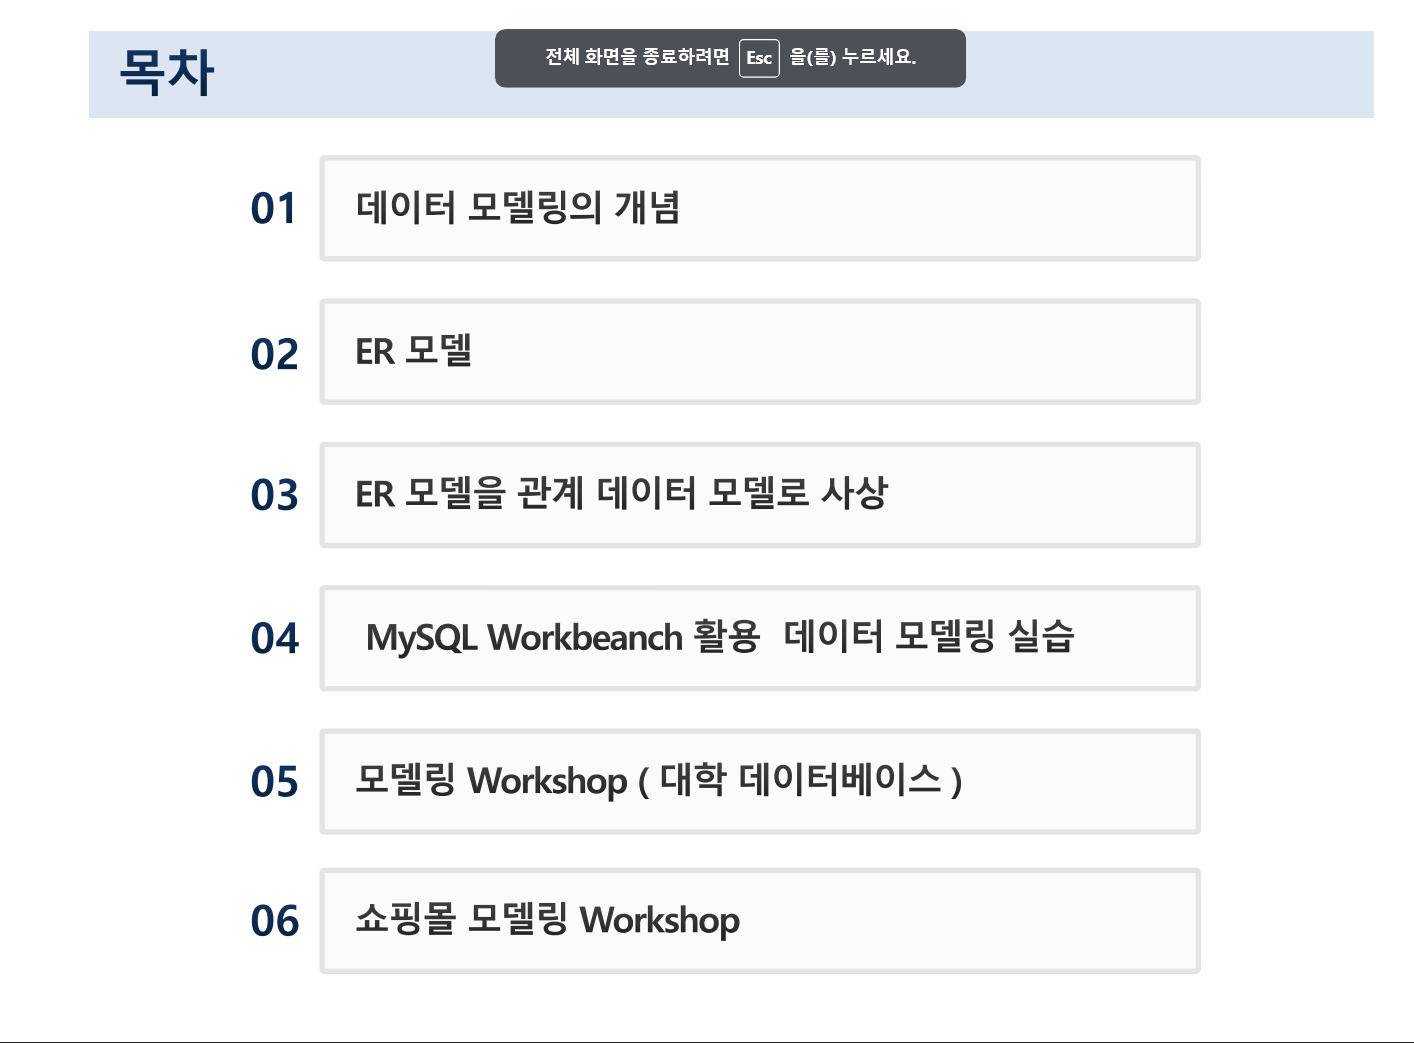 목차
전체 화면을 종료하려면 Esc 을(를) 누르세요.
01 데이터 모델링의 개념
02 ER 모델
03 ER 모델을 관계 데이터 모델로 사상
04 MySQL Workbeanch 활용  데이터 모델링 실습
05 모델링 Workshop ( 대학 데이터베이스 )
06 쇼핑몰 모델링 Workshop